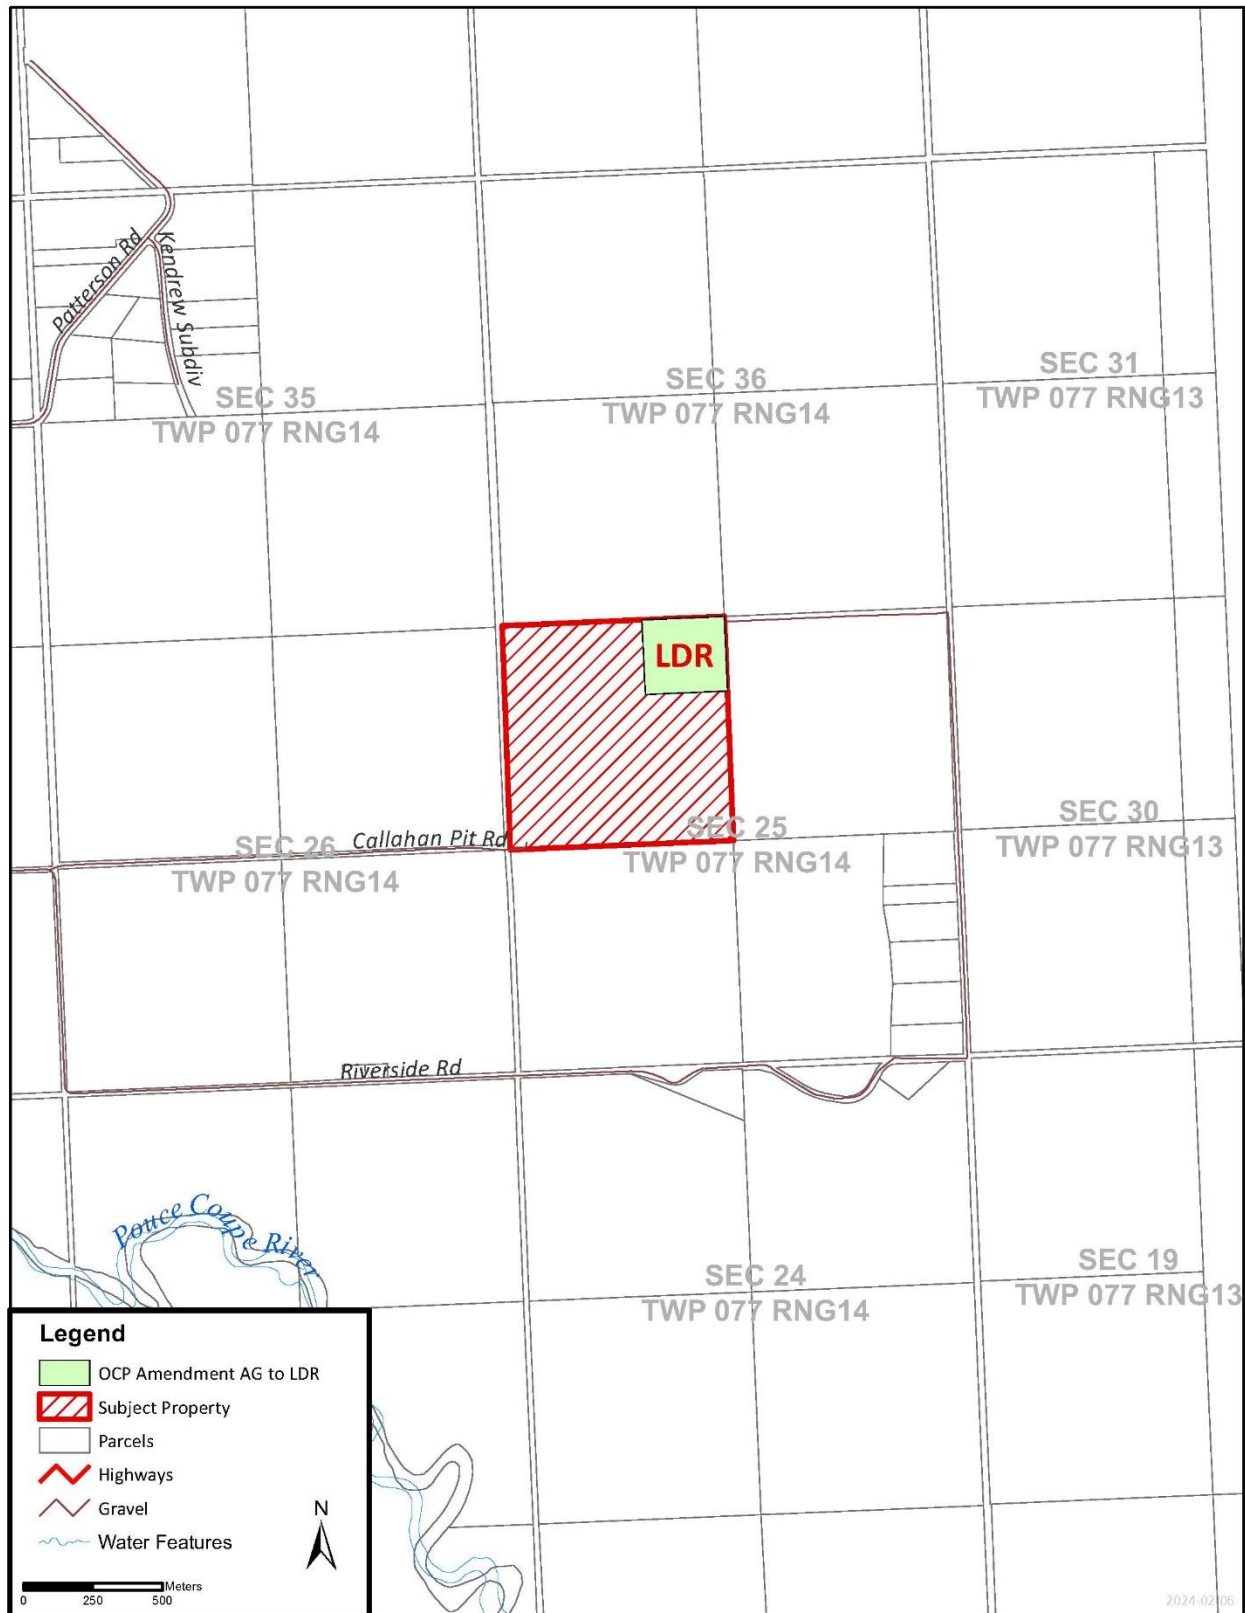 Patterson Rd
Kendrew Subdiv
SEC 35
TWP 077 RNG14
SEC 36
TWP 077 RNG14
SEC 31
TWP 077 RNG13
LDR
Callahan Pit Rd
SEC 26
TWP 077 RNG14
SEC 25
TWP 077 RNG14
SEC 30
TWP 077 RNG13
Riverside Rd
Pouce Coupe River
SEC 24
TWP 077 RNG14
SEC 19
TWP 077 RNG13
Legend
OCP Amendment AG to LDR
Subject Property
Parcels
Highways
Gravel
Water Features
N
Meters
0 250 500
2024-02-06